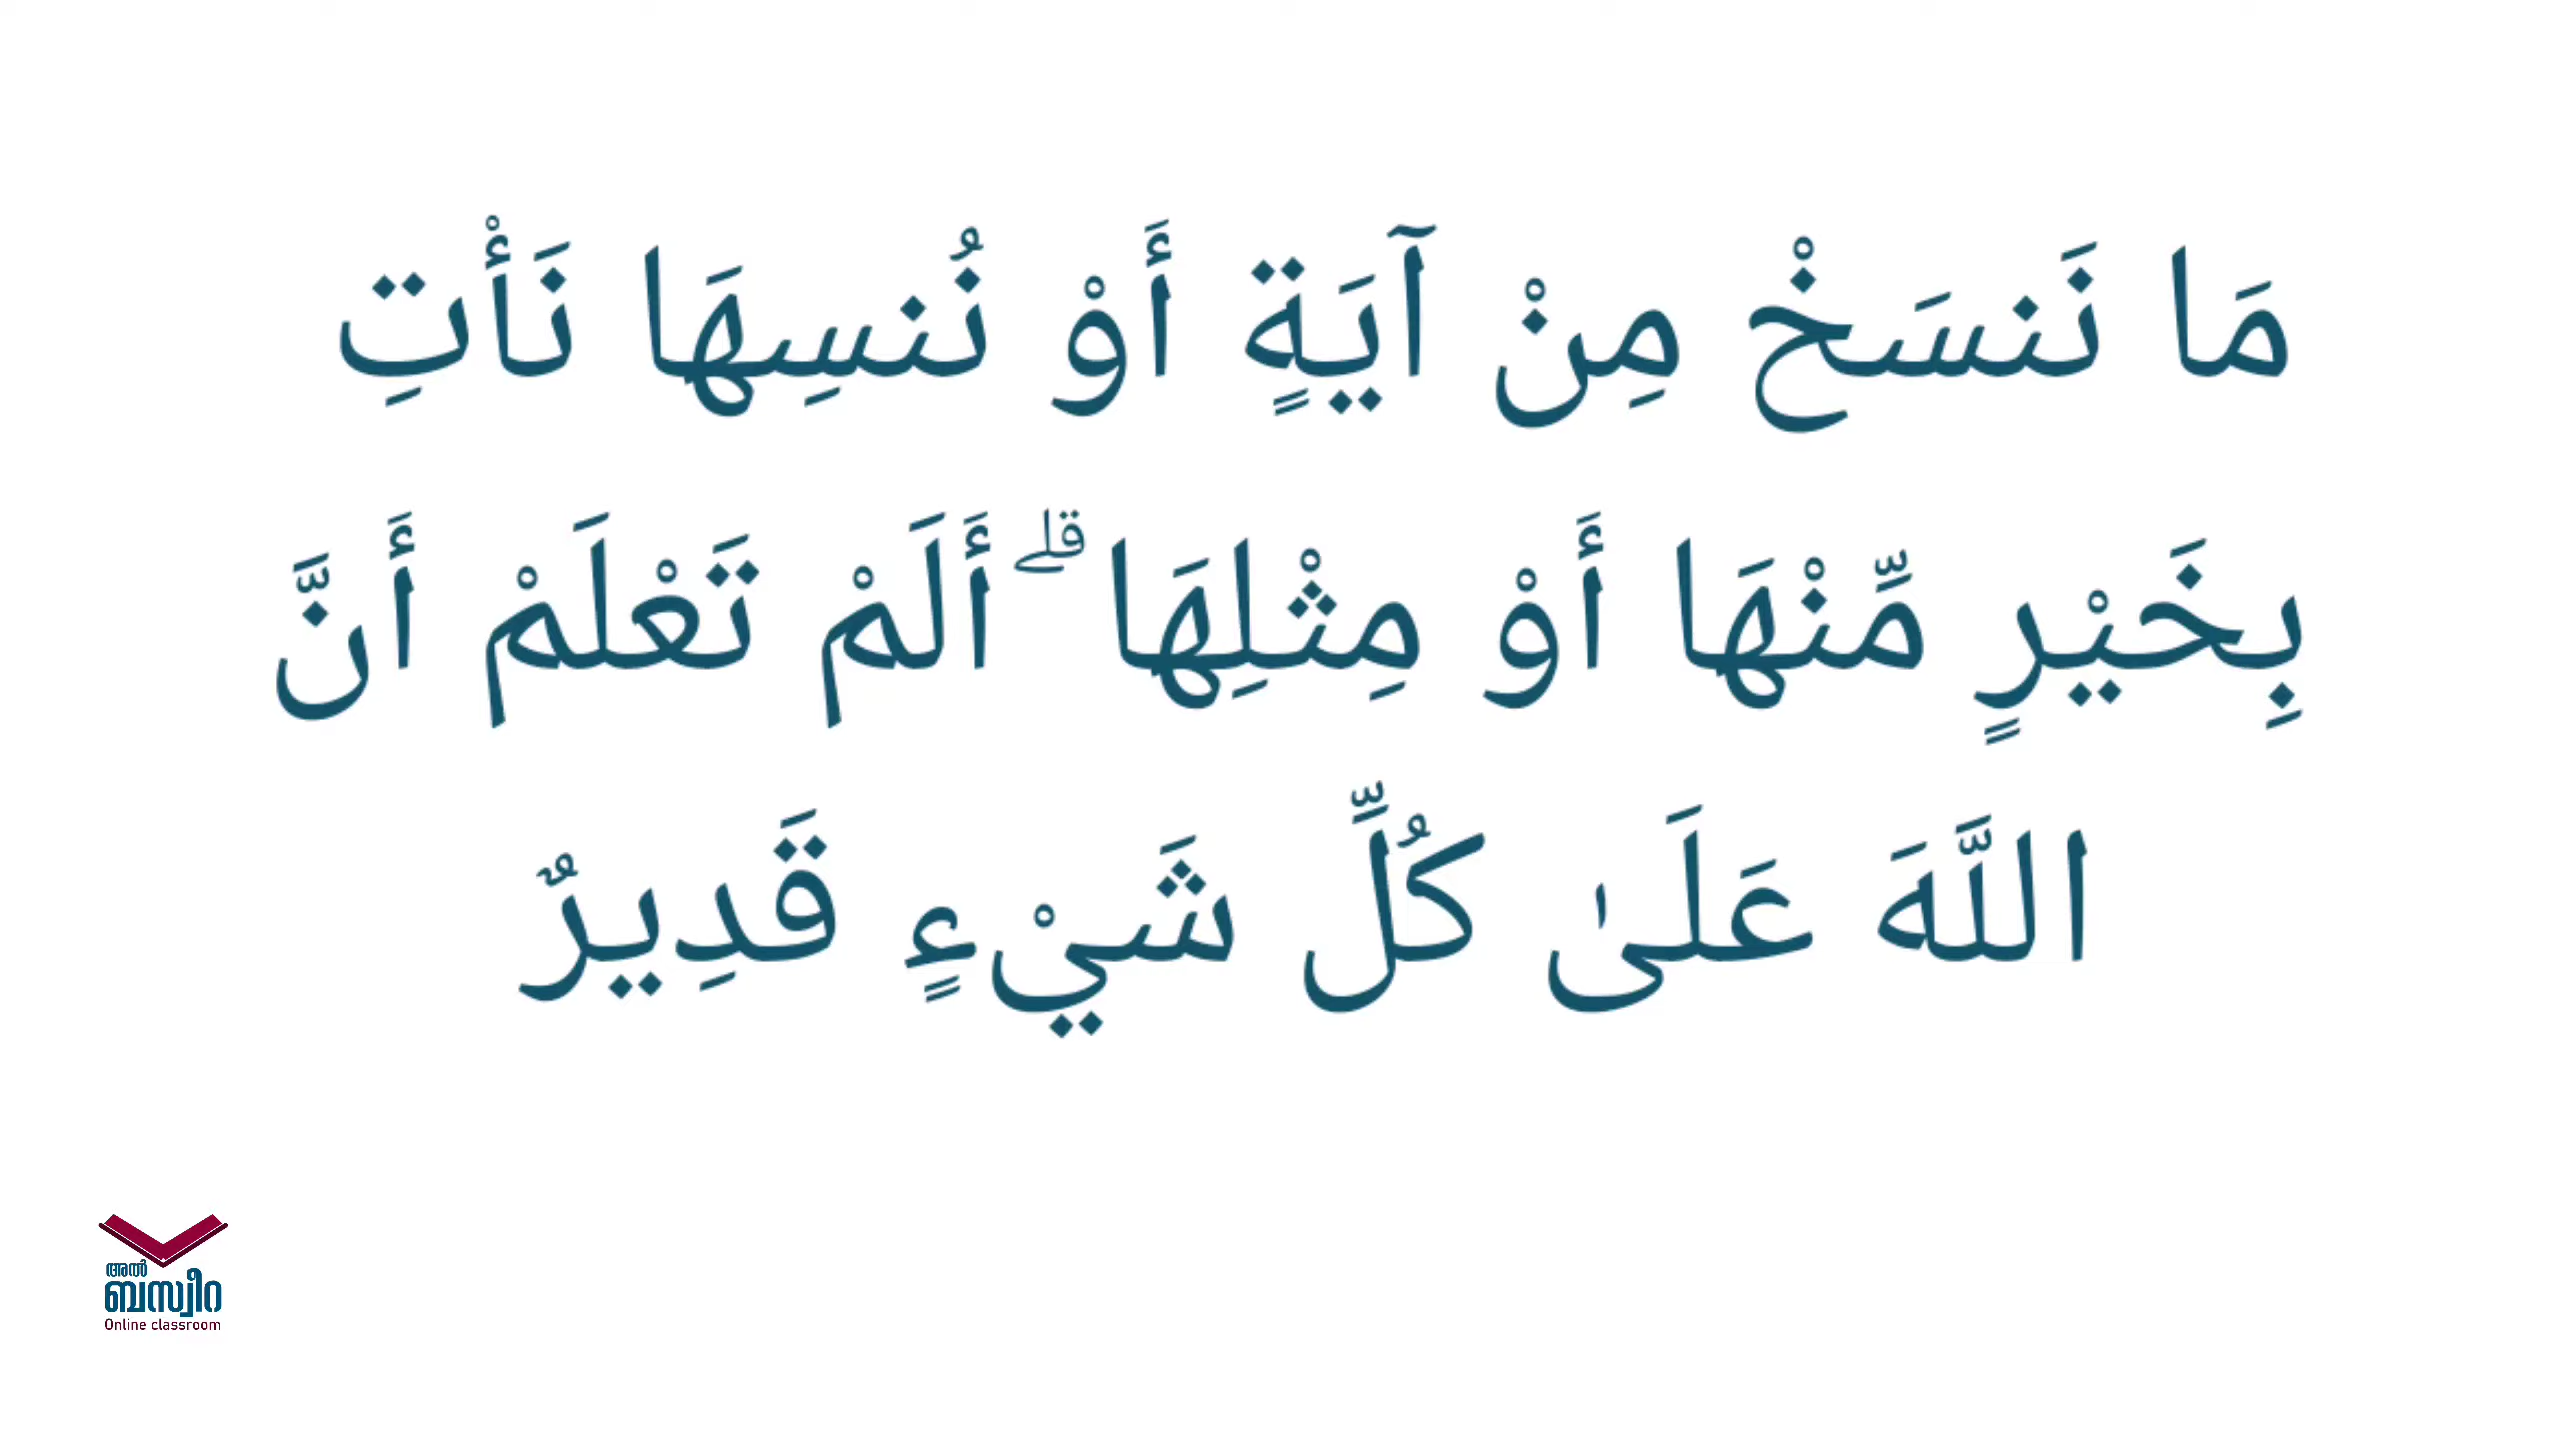 مَا نَنسَخْ مِنْ آيَةٍ أَوْ نُنسِهَا نَأْتِ
بِخَيْرٍ مِّنْهَا أَوْ مِثْلِهَا ۗ أَلَمْ تَعْلَمْ أَنَّ
اللَّهَ عَلَىٰ كُلِّ شَيْءٍ قَدِيرٌ
അൽ
ബസ്വീറ
Online classroom